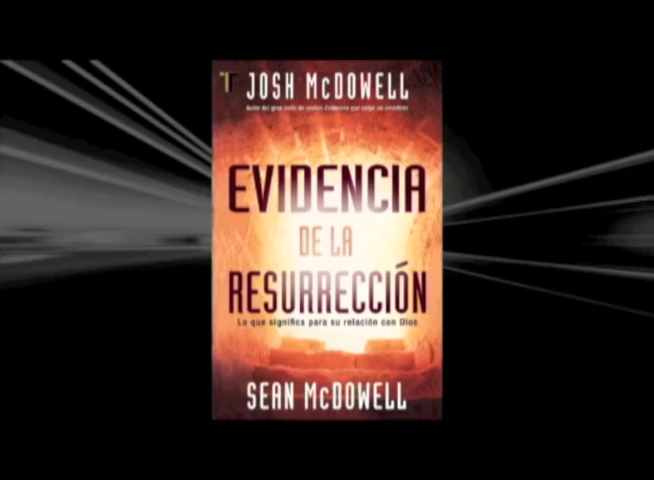 JOSH McDOWELL
Autor del gran éxito de ventas Evidencia que exige un veredicto
EVIDENCIA
DE LA
RESURRECCIÓN
Lo que significa para su relación con Dios
SEAN McDOWELL